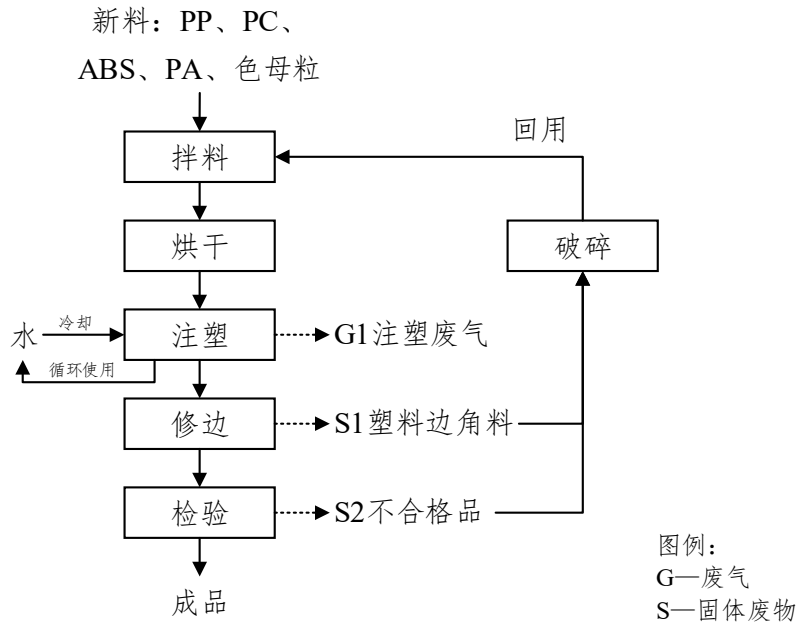 新料：PP、PC、
ABS、PA、色母粒
回用
拌料
烘干
破碎
水
冷却
注塑
G1注塑废气
循环使用
修边
S1塑料边角料
检验
S2不合格品
成品
图例：
G—废气
S—固体废物